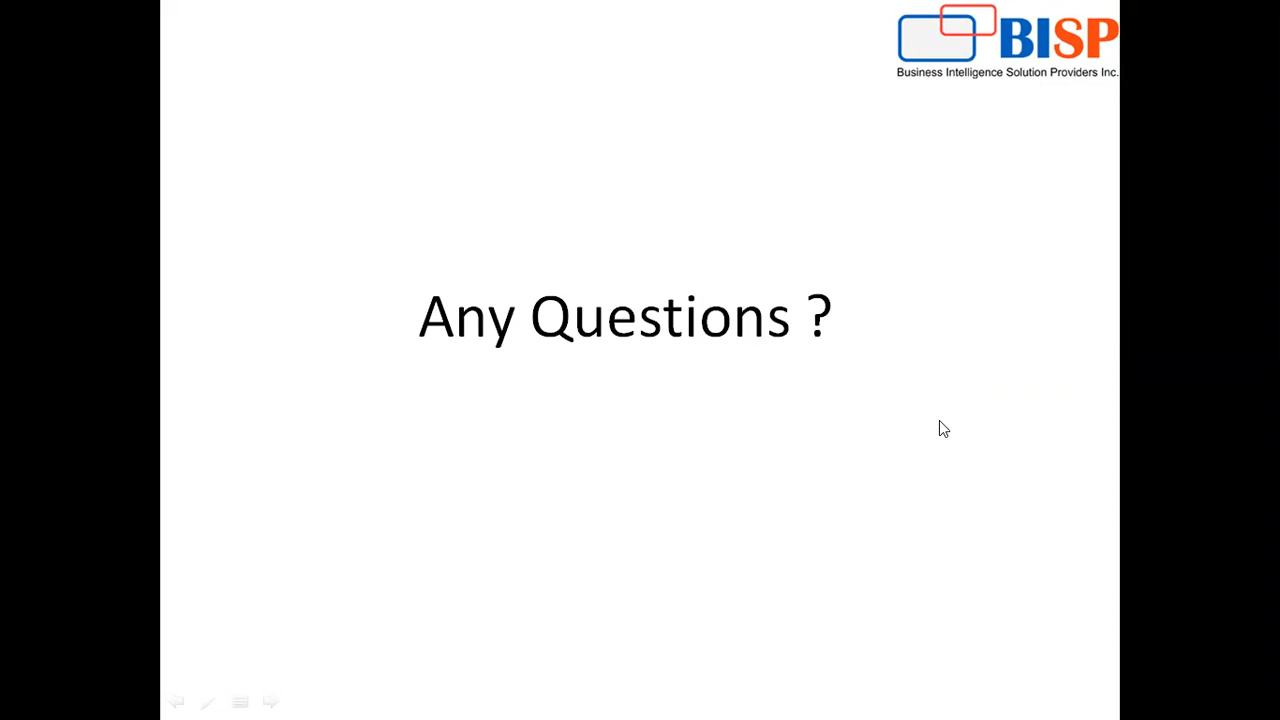 BISP
Business Intelligence Solution Providers Inc.
Any Questions ?